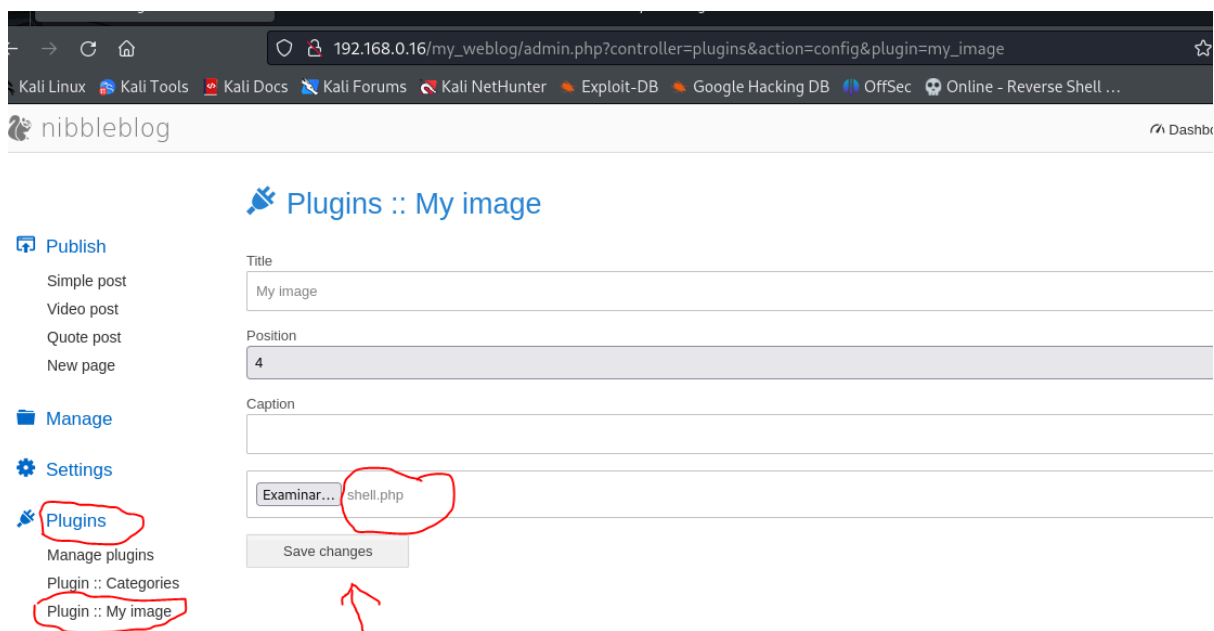 192.168.0.16/my_weblog/admin.php?controller=plugins&action=config&plugin=my_image
Kali Linux Kali Tools Kali Docs Kali Forums Kali NetHunter Exploit-DB Google Hacking DB OffSec Online - Reverse Shell ...
nibbleblog Dashbo
Plugins :: My image
Publish
Simple post
Video post
Quote post
New page
Manage
Settings
Plugins
Manage plugins
Plugin :: Categories
Plugin :: My image
Title
My image
Position
4
Caption
Examinar... shell.php
Save changes